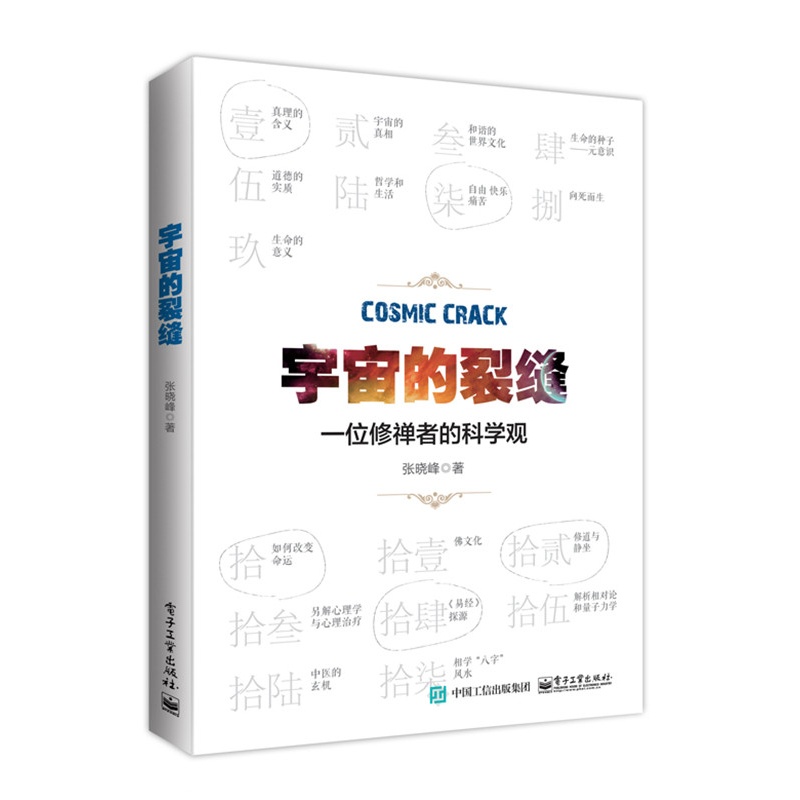 壹 真理的
含义
贰 宇宙的
真相
叁 和谐的
世界文化
肆 生命的种子
——元意识
伍 道德的
实质
陆 哲学和
生活
柒 自由 快乐
痛苦
捌 向死而生
玖 生命的
意义
COSMIC CRACK
宇宙的裂缝
一位修禅者的科学观
张晓峰◎著
拾 如何改变
命运
拾壹 佛文化
拾贰 修道与
静坐
拾叁 另解心理学
与心理治疗
拾肆 《易经》
探源
拾伍 解析相对论
和量子力学
拾陆 中医的
玄机
拾柒 相学“八字”
风水
中国工信出版集团
电子工业出版社
PUBLISHING HOUSE OF ELECTRONICS INDUSTRY
宇宙的裂缝
张晓峰◎著
电子工业出版社